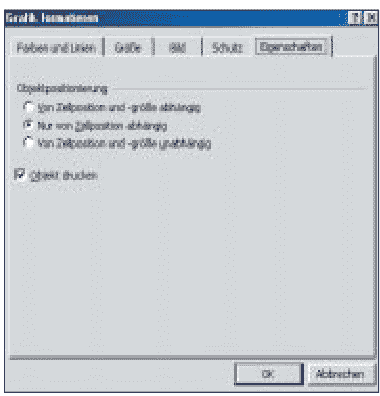 Grafik formatieren
Farben und Linien Größe Bild Schutz Eigenschaften
Objektpositionierung
Von Zellposition und -größe abhängig
Nur von Zellposition abhängig
Von Zellposition und -größe unabhängig
Objekt drucken
OK Abbrechen